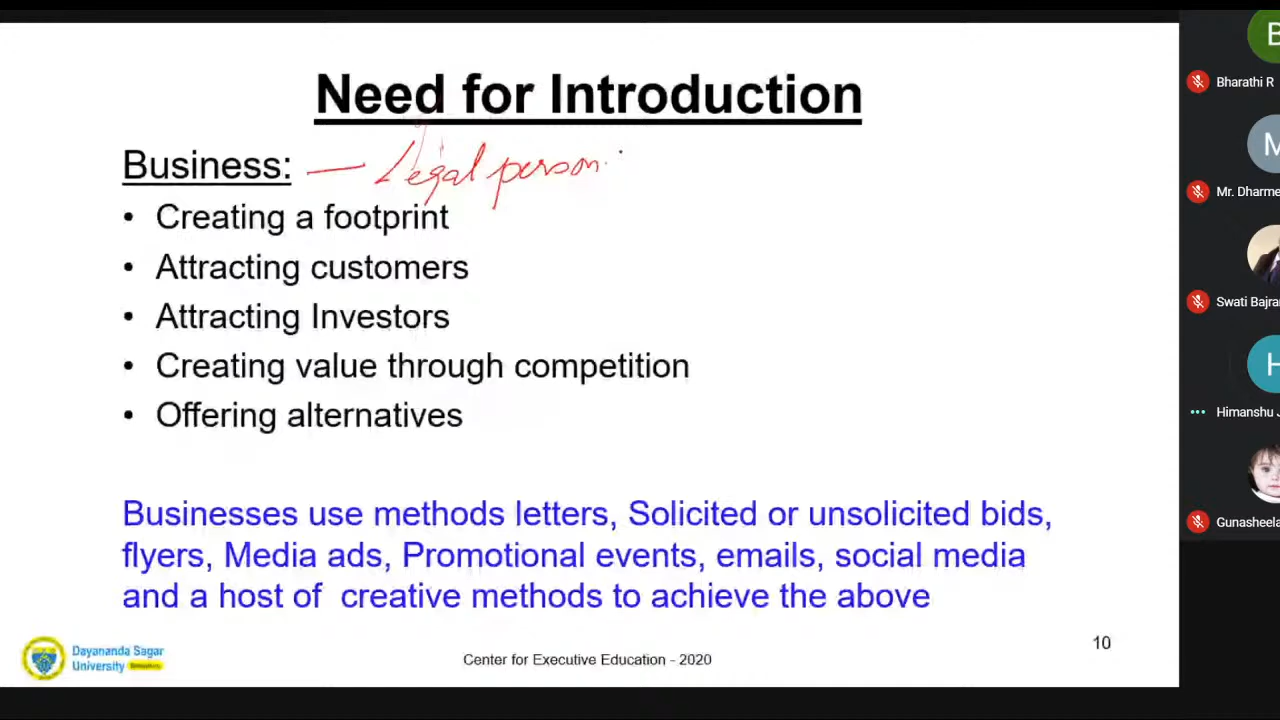 Need for Introduction
Business: — Legal person.
• Creating a footprint
• Attracting customers
• Attracting Investors
• Creating value through competition
• Offering alternatives
Businesses use methods letters, Solicited or unsolicited bids,
flyers, Media ads, Promotional events, emails, social media
and a host of creative methods to achieve the above
10
Dayananda Sagar
University
Center for Executive Education - 2020
B
Bharathi R
M
Mr. Dharme
Swati Bajra
H
Himanshu J
Gunasheela